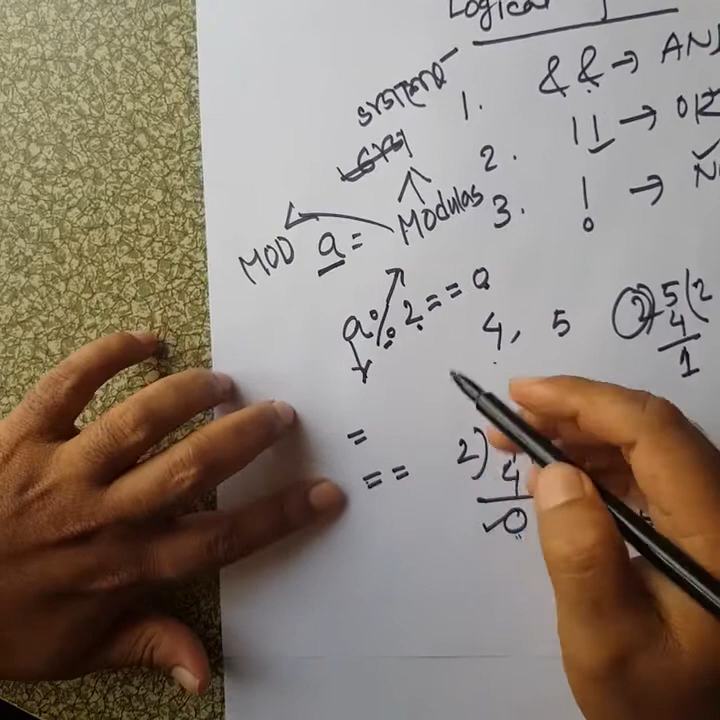 Logical
1. && → AN
2. || → OR
3. ! → N
MOD a = Modulas
a % 2 == 0
4, 5
2) 5 (2
4
1
=
==
2) 4
0